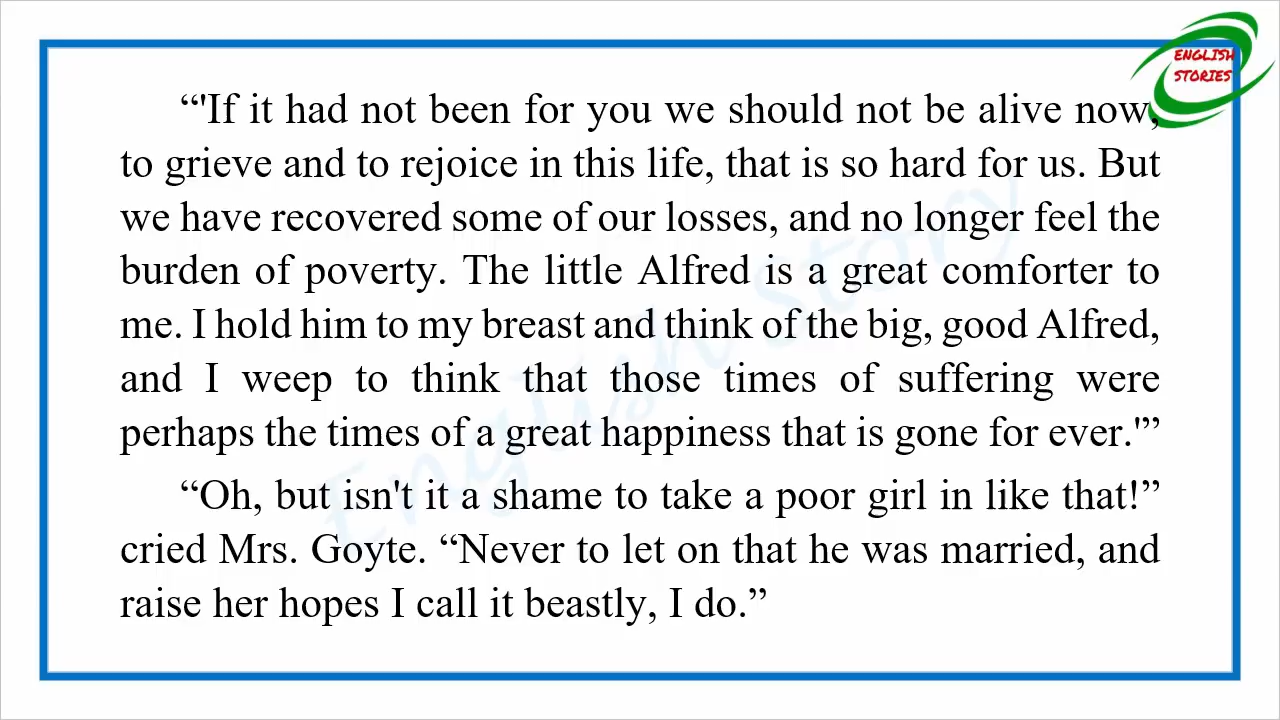 ENGLISH
STORIES
“'If it had not been for you we should not be alive now,
to grieve and to rejoice in this life, that is so hard for us. But
we have recovered some of our losses, and no longer feel the
burden of poverty. The little Alfred is a great comforter to
me. I hold him to my breast and think of the big, good Alfred,
and I weep to think that those times of suffering were
perhaps the times of a great happiness that is gone for ever.'”
“Oh, but isn't it a shame to take a poor girl in like that!”
cried Mrs. Goyte. “Never to let on that he was married, and
raise her hopes I call it beastly, I do.”
English Story